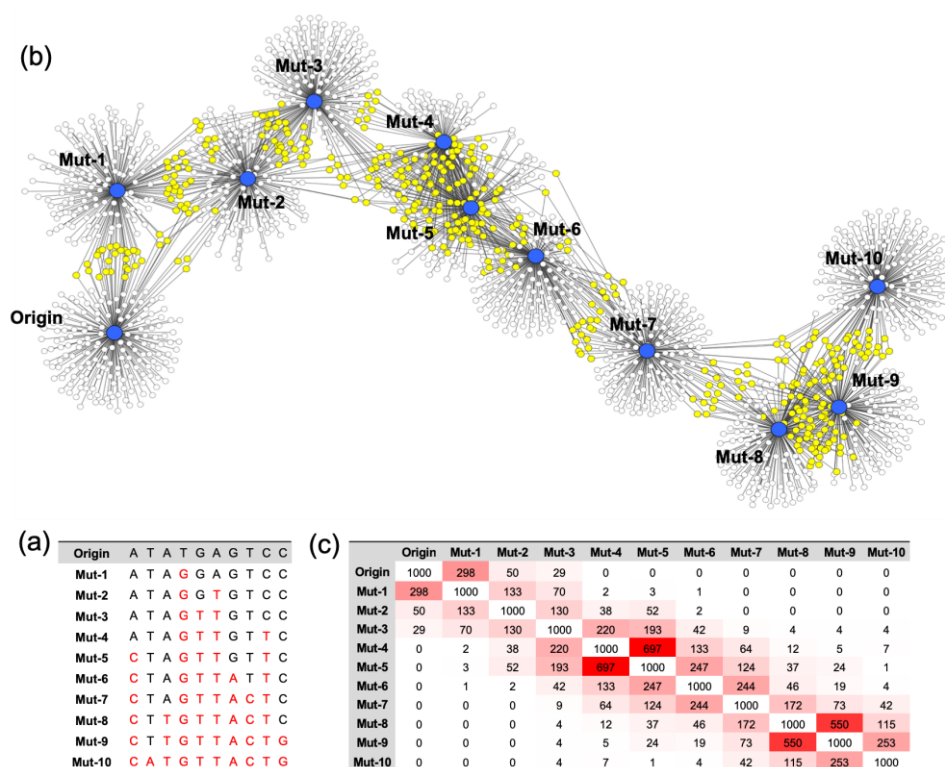 (b)
Mut-3
Mut-4
Mut-1
Mut-2
Mut-5
Mut-6
Mut-10
Origin
Mut-7
Mut-9
Mut-8
(a)
Origin A T A T G A G T C C
Mut-1 A T A G G A G T C C
Mut-2 A T A G G T G T C C
Mut-3 A T A G T T G T C C
Mut-4 A T A G T T G T T C
Mut-5 C T A G T T G T T C
Mut-6 C T A G T T A T T C
Mut-7 C T A G T T A C T C
Mut-8 C T T G T T A C T C
Mut-9 C T T G T T A C T G
Mut-10 C A T G T T A C T G
(c)
Origin Mut-1 Mut-2 Mut-3 Mut-4 Mut-5 Mut-6 Mut-7 Mut-8 Mut-9 Mut-10
Origin 1000 298 50 29 0 0 0 0 0 0 0
Mut-1 298 1000 133 70 2 3 1 0 0 0 0
Mut-2 50 133 1000 130 38 52 2 0 0 0 0
Mut-3 29 70 130 1000 220 193 42 9 4 4 4
Mut-4 0 2 38 220 1000 697 133 64 12 5 7
Mut-5 0 3 52 193 697 1000 247 124 37 24 1
Mut-6 0 1 2 42 133 247 1000 244 46 19 4
Mut-7 0 0 0 9 64 124 244 1000 172 73 42
Mut-8 0 0 0 4 12 37 46 172 1000 550 115
Mut-9 0 0 0 4 5 24 19 73 550 1000 253
Mut-10 0 0 0 4 7 1 4 42 115 253 1000